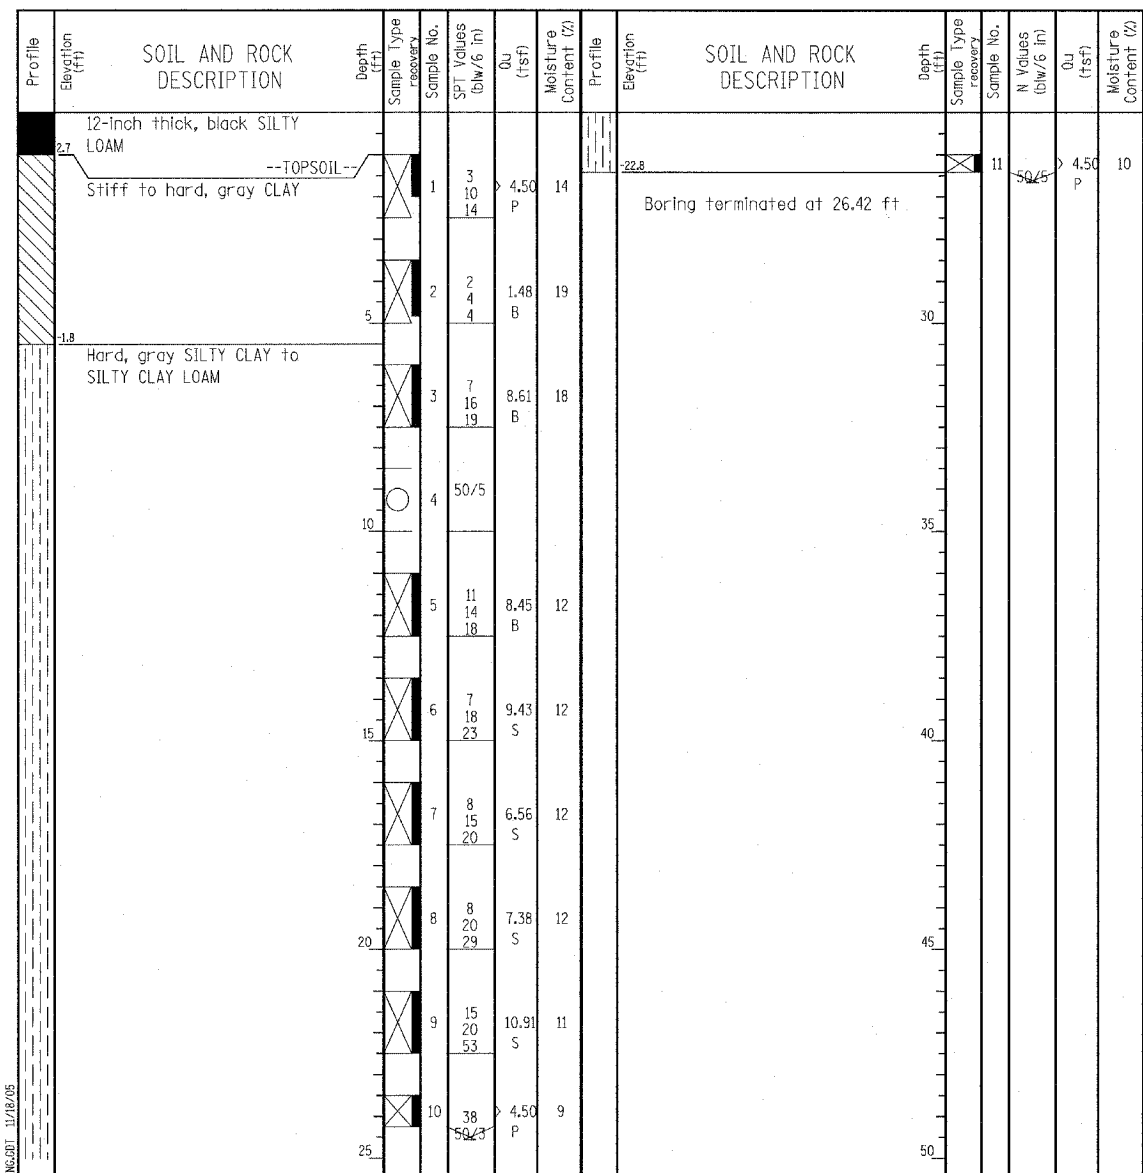 Profile
Elevation (ft)
SOIL AND ROCK
DESCRIPTION
Depth (ft)
Sample Type
recovery
Sample No.
SPT Values
(blw/6 in)
Qu
(tsf)
Moisture
Content (%)
Profile
Elevation (ft)
SOIL AND ROCK
DESCRIPTION
Depth (ft)
Sample Type
recovery
Sample No.
N Values
(blw/6 in)
Qu
(tsf)
Moisture
Content (%)
12-inch thick, black SILTY
LOAM
2.7
--TOPSOIL--
Stiff to hard, gray CLAY
1
3
10
14
> 4.50
P
14
2
2
4
4
1.48
B
19
5
-1.8
Hard, gray SILTY CLAY to
SILTY CLAY LOAM
3
7
16
19
8.61
B
18
4
50/5
10
5
11
14
18
8.45
B
12
6
7
18
23
9.43
S
12
15
7
8
15
20
6.56
S
12
8
8
20
29
7.38
S
12
20
9
15
20
53
10.91
S
11
10
38
50/3
> 4.50
P
9
25
-22.8
11
50/5
> 4.50
P
10
Boring terminated at 26.42 ft
30
35
40
45
50
NG.GDT 11/18/05